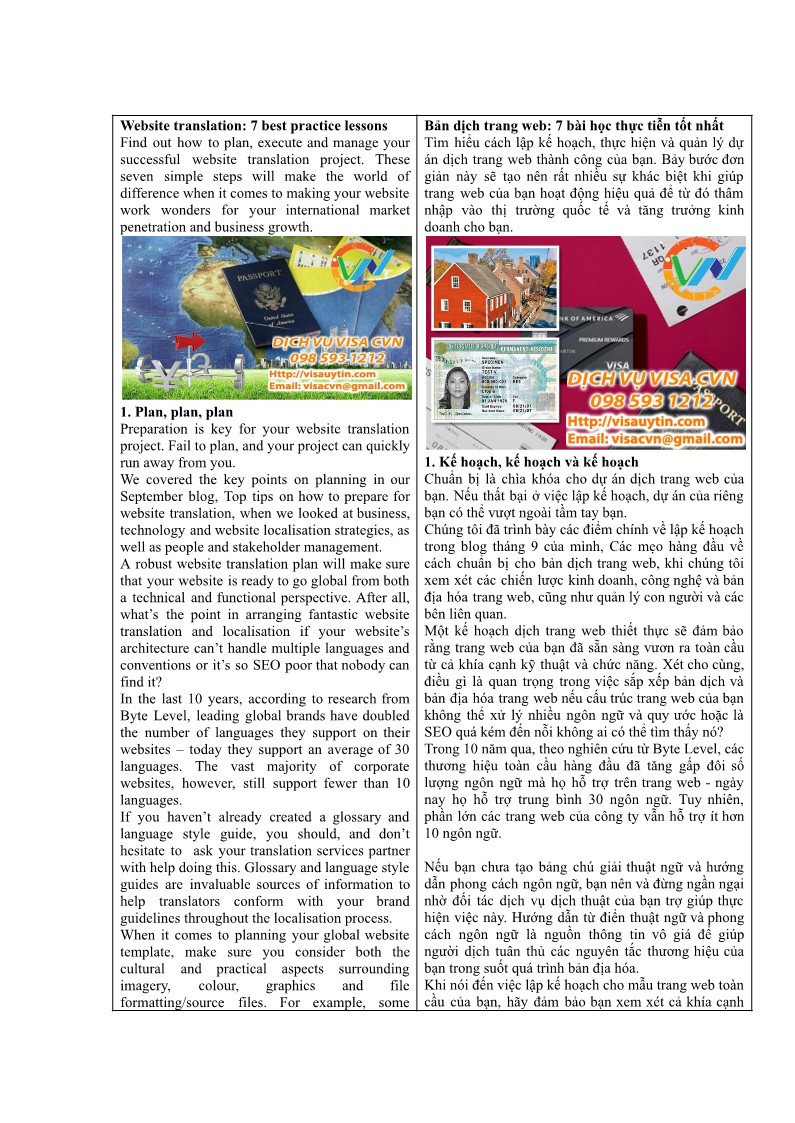 Website translation: 7 best practice lessons
Find out how to plan, execute and manage your
successful website translation project. These
seven simple steps will make the world of
difference when it comes to making your website
work wonders for your international market
penetration and business growth.
PASSPORT
United States
of America
CVN
DỊCH VỤ VISA CVN
098 593 1212
Http://visauytin.com
Email: visacvn@gmail.com
1. Plan, plan, plan
Preparation is key for your website translation
project. Fail to plan, and your project can quickly
run away from you.
We covered the key points on planning in our
September blog, Top tips on how to prepare for
website translation, when we looked at business,
technology and website localisation strategies, as
well as people and stakeholder management.
A robust website translation plan will make sure
that your website is ready to go global from both
a technical and functional perspective. After all,
what’s the point in arranging fantastic website
translation and localisation if your website’s
architecture can’t handle multiple languages and
conventions or it’s so SEO poor that nobody can
find it?
In the last 10 years, according to research from
Byte Level, leading global brands have doubled
the number of languages they support on their
websites – today they support an average of 30
languages. The vast majority of corporate
websites, however, still support fewer than 10
languages.
If you haven’t already created a glossary and
language style guide, you should, and don’t
hesitate to ask your translation services partner
with help doing this. Glossary and language style
guides are invaluable sources of information to
help translators conform with your brand
guidelines throughout the localisation process.
When it comes to planning your global website
template, make sure you consider both the
cultural and practical aspects surrounding
imagery, colour, graphics and file
formatting/source files. For example, some
Bản dịch trang web: 7 bài học thực tiễn tốt nhất
Tìm hiểu cách lập kế hoạch, thực hiện và quản lý dự
án dịch trang web thành công của bạn. Bảy bước đơn
giản này sẽ tạo nên rất nhiều sự khác biệt khi giúp
trang web của bạn hoạt động hiệu quả để từ đó thâm
nhập vào thị trường quốc tế và tăng trưởng kinh
doanh cho bạn.
1137
CVN
BANK OF AMERICA
PREMIUM REWARDS
VISA
PERMANENT RESIDENT
SPECIMEN
TEST V
PASSPORT
DỊCH VỤ VISA CVN
098 593 1212
Http://visauytin.com
Email: visacvn@gmail.com
1. Kế hoạch, kế hoạch và kế hoạch
Chuẩn bị là chìa khóa cho dự án dịch trang web của
bạn. Nếu thất bại ở việc lập kế hoạch, dự án của riêng
bạn có thể vượt ngoài tầm tay bạn.
Chúng tôi đã trình bày các điểm chính về lập kế hoạch
trong blog tháng 9 của mình, Các mẹo hàng đầu về
cách chuẩn bị cho bản dịch trang web, khi chúng tôi
xem xét các chiến lược kinh doanh, công nghệ và bản
địa hóa trang web, cũng như quản lý con người và các
bên liên quan.
Một kế hoạch dịch trang web thiết thực sẽ đảm bảo
rằng trang web của bạn đã sẵn sàng vươn ra toàn cầu
từ cả khía cạnh kỹ thuật và chức năng. Xét cho cùng,
điều gì là quan trọng trong việc sắp xếp bản dịch và
bản địa hóa trang web nếu cấu trúc trang web của bạn
không thể xử lý nhiều ngôn ngữ và quy ước hoặc là
SEO quá kém đến nỗi không ai có thể tìm thấy nó?
Trong 10 năm qua, theo nghiên cứu từ Byte Level, các
thương hiệu toàn cầu hàng đầu đã tăng gấp đôi số
lượng ngôn ngữ mà họ hỗ trợ trên trang web - ngày
nay họ hỗ trợ trung bình 30 ngôn ngữ. Tuy nhiên,
phần lớn các trang web của công ty vẫn hỗ trợ ít hơn
10 ngôn ngữ.
Nếu bạn chưa tạo bảng chú giải thuật ngữ và hướng
dẫn phong cách ngôn ngữ, bạn nên và đừng ngần ngại
nhờ đối tác dịch vụ dịch thuật của bạn trợ giúp thực
hiện việc này. Hướng dẫn từ điển thuật ngữ và phong
cách ngôn ngữ là nguồn thông tin vô giá để giúp
người dịch tuân thủ các nguyên tắc thương hiệu của
bạn trong suốt quá trình bản địa hóa.
Khi nói đến việc lập kế hoạch cho mẫu trang web toàn
cầu của bạn, hãy đảm bảo bạn xem xét cả khía cạnh